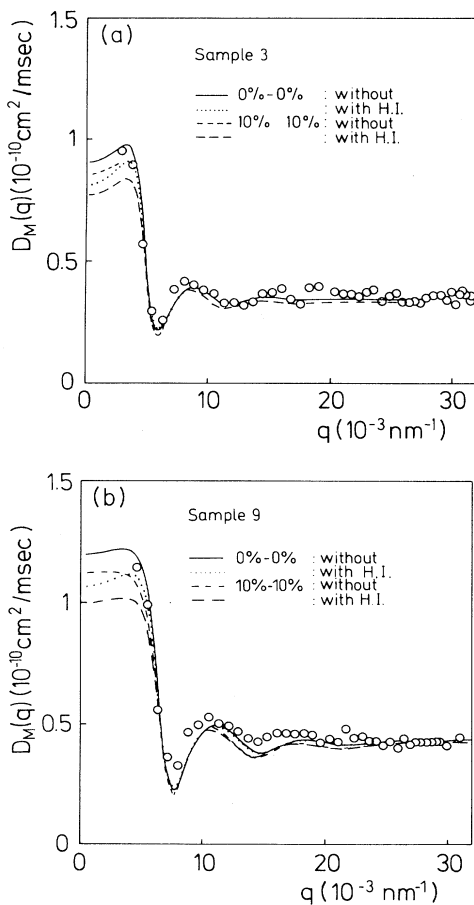 (a)
Sample 3
0%-0% : without
: with H.I.
10% 10% : without
: with H.I.
D_M(q)(10^-10 cm^2/msec)
1.5
1
0.5
0
0 10 20 30
q (10^-3 nm^-1)
(b)
Sample 9
0%-0% : without
: with H.I.
10%-10% : without
: with H.I.
D_M(q)(10^-10 cm^2/msec)
1.5
1
0.5
0
0 10 20 30
q (10^-3 nm^-1)